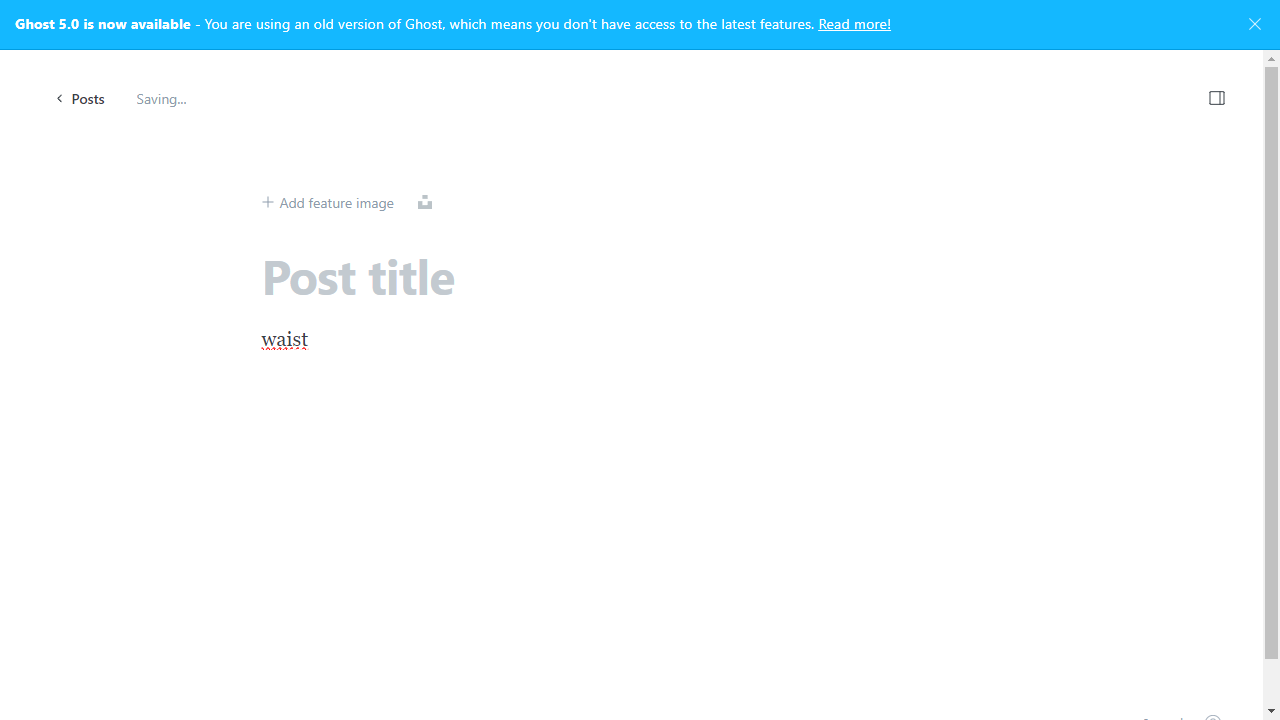 Ghost 5.0 is now available - You are using an old version of Ghost, which means you don't have access to the latest features. Read more!
Posts Saving...
Add feature image
Post title
waist